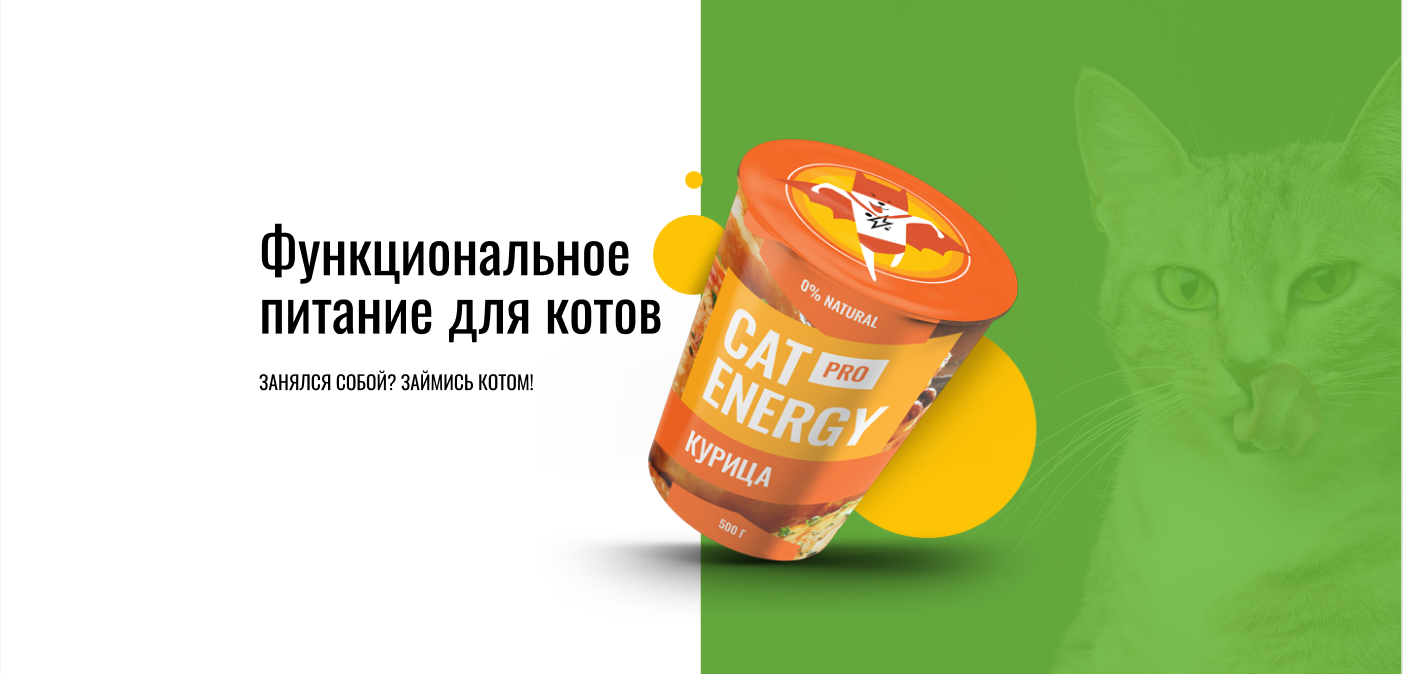 Функциональное
питание для котов
ЗАНЯЛСЯ СОБОЙ? ЗАЙМИСЬ КОТОМ!
0% NATURAL
CAT PRO
ENERGY
КУРИЦА
500 Г